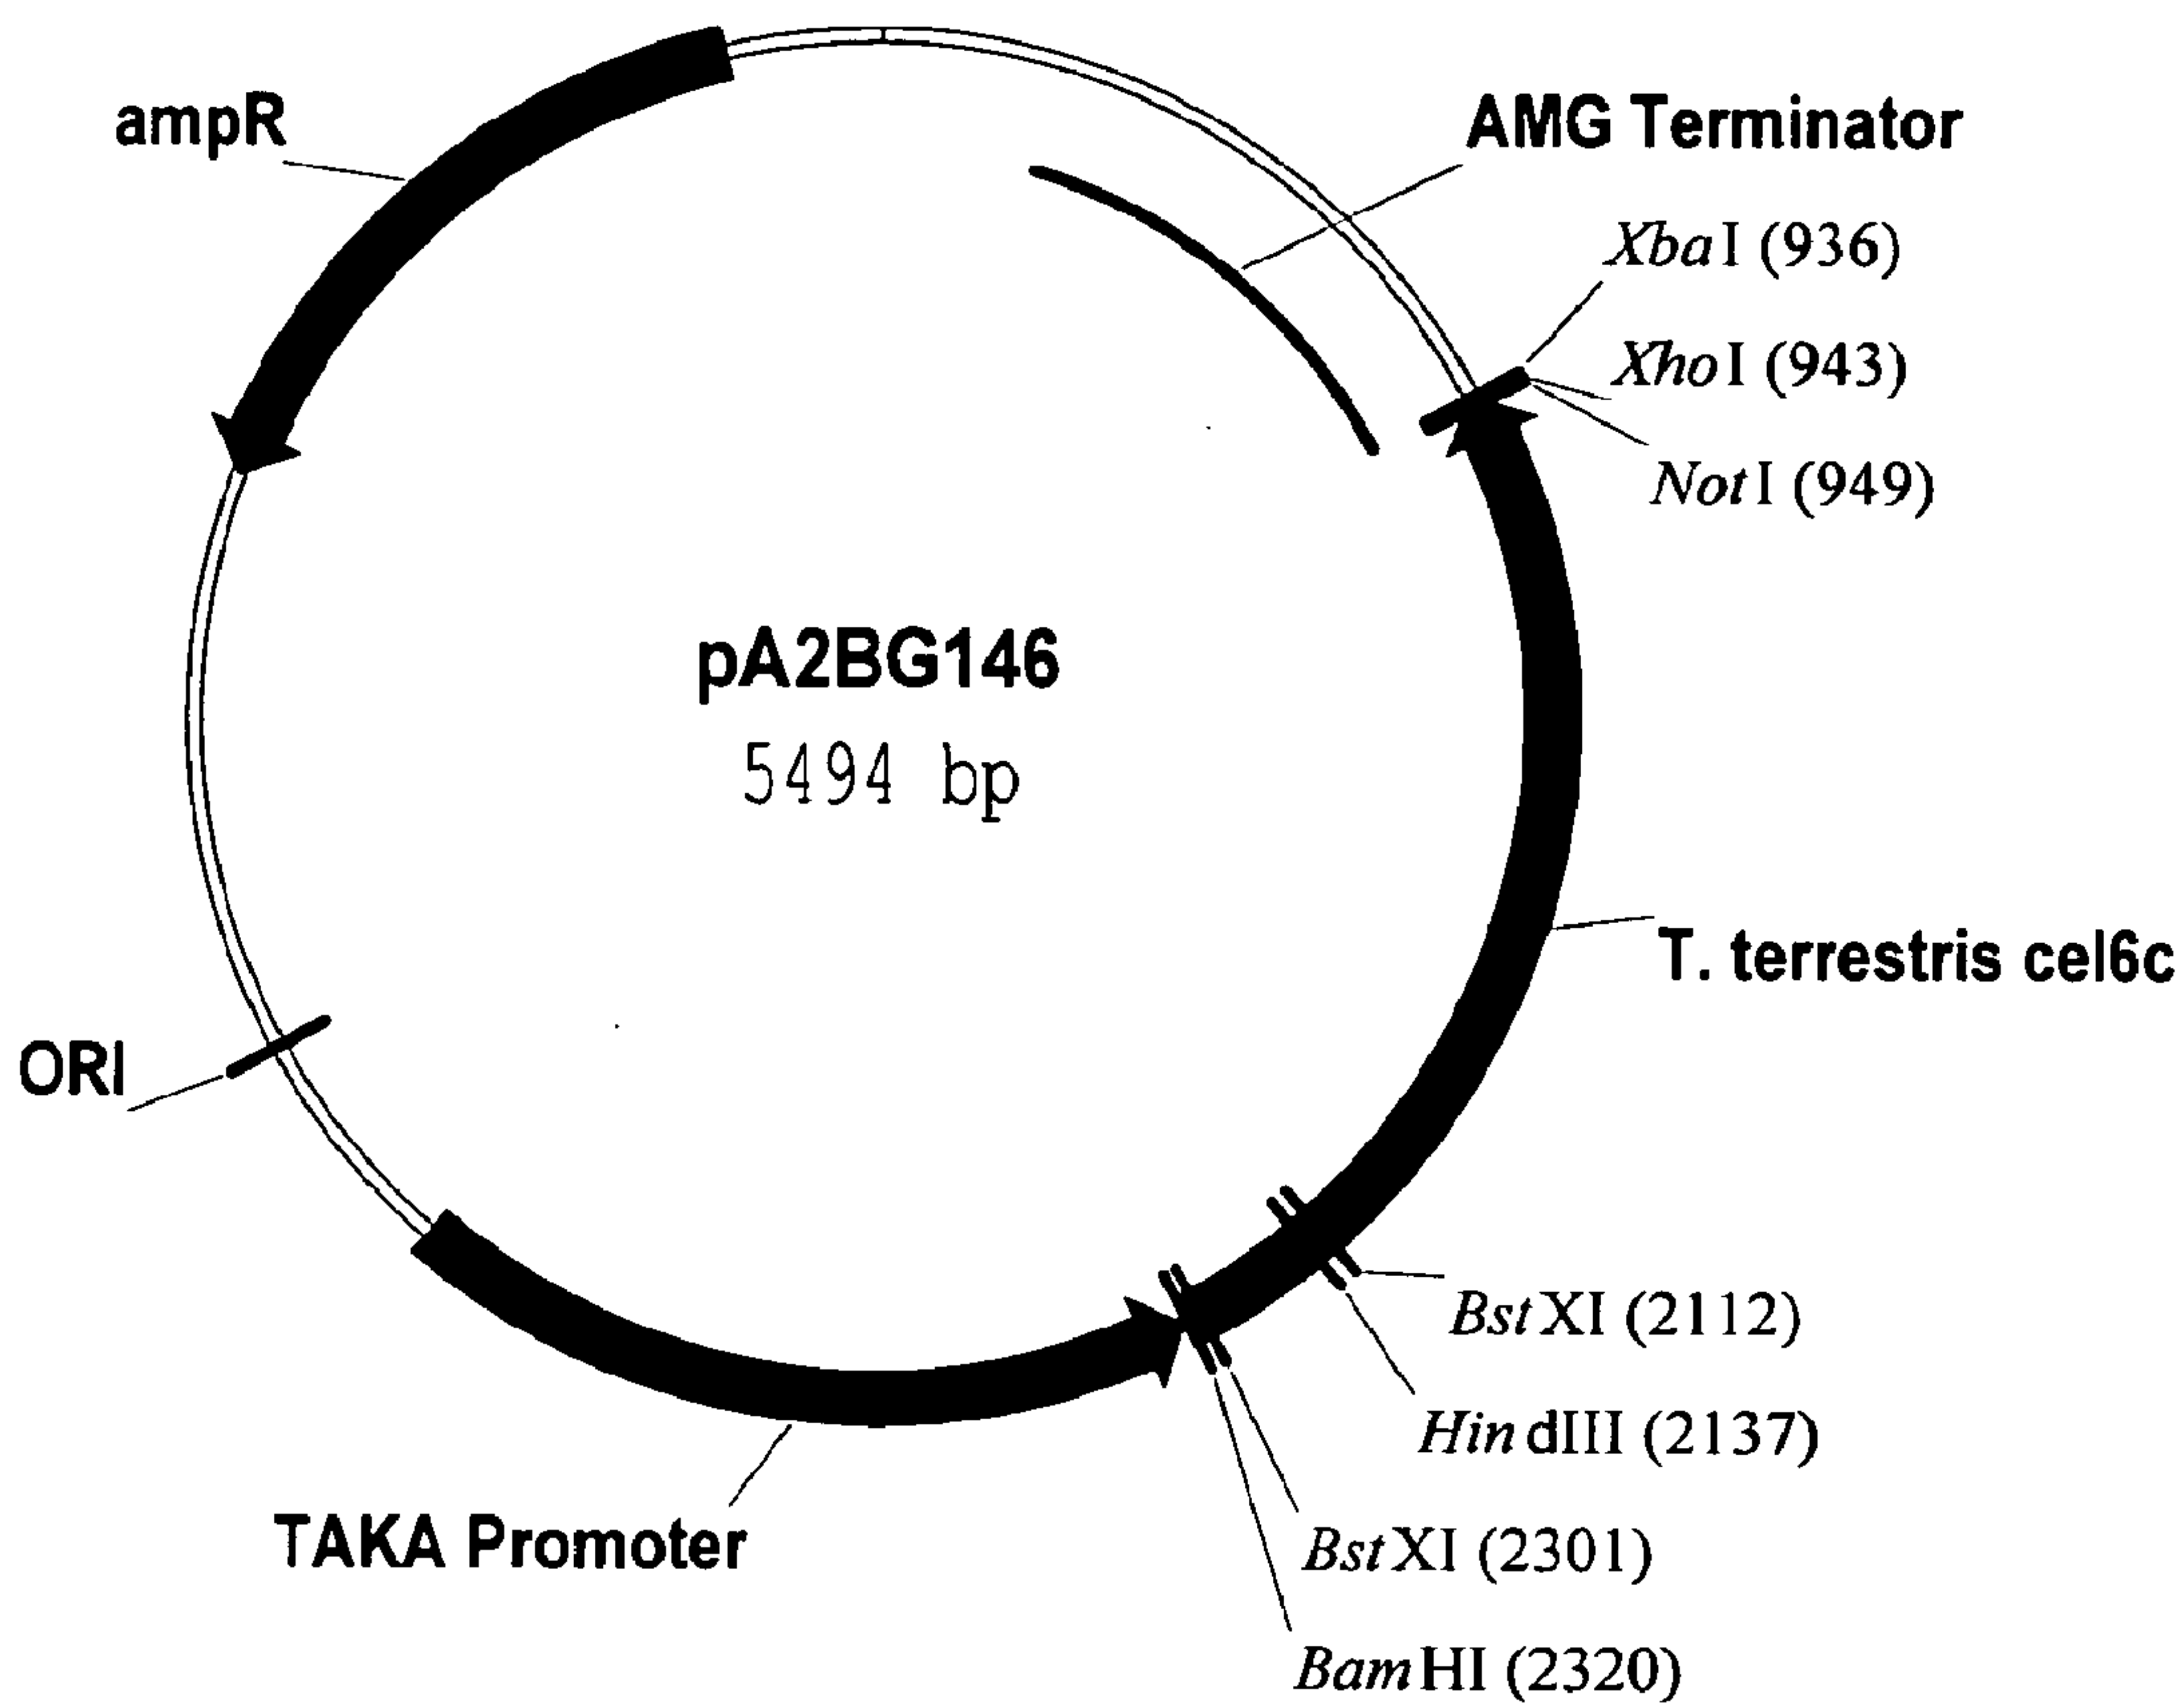 ampR
AMG Terminator
XbaI (936)
XhoI (943)
NotI (949)
pA2BG146
5494 bp
T. terrestris cel6c
ORI
BstXI (2112)
HindIII (2137)
TAKA Promoter
BstXI (2301)
BamHI (2320)